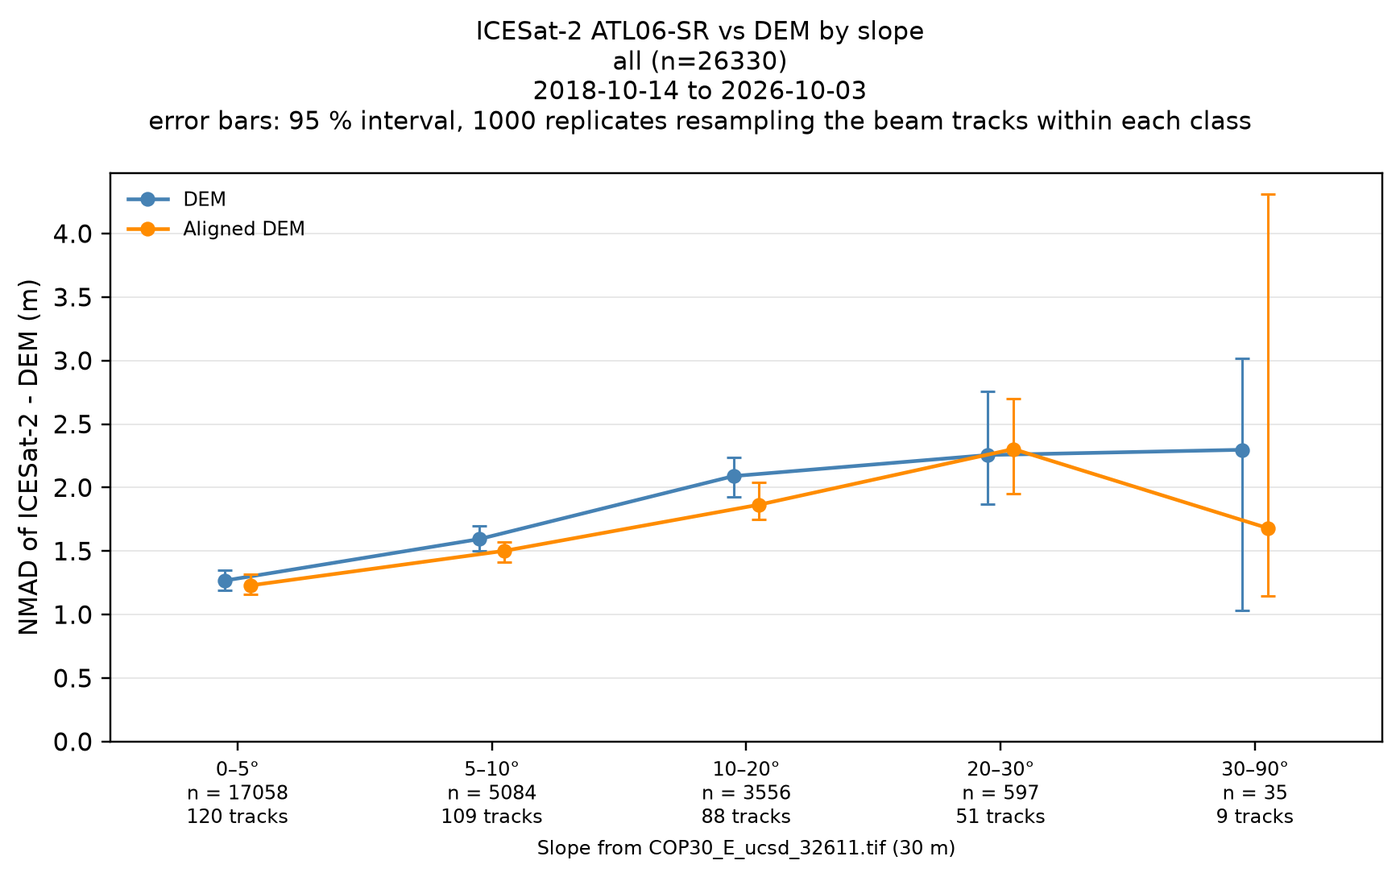 ICESat-2 ATL06-SR vs DEM by slope
all (n=26330)
2018-10-14 to 2026-10-03
error bars: 95 % interval, 1000 replicates resampling the beam tracks within each class
DEM
Aligned DEM
NMAD of ICESat-2 - DEM (m)
4.0
3.5
3.0
2.5
2.0
1.5
1.0
0.5
0.0
0–5° 5–10° 10–20° 20–30° 30–90°
n = 17058 n = 5084 n = 3556 n = 597 n = 35
120 tracks 109 tracks 88 tracks 51 tracks 9 tracks
Slope from COP30_E_ucsd_32611.tif (30 m)